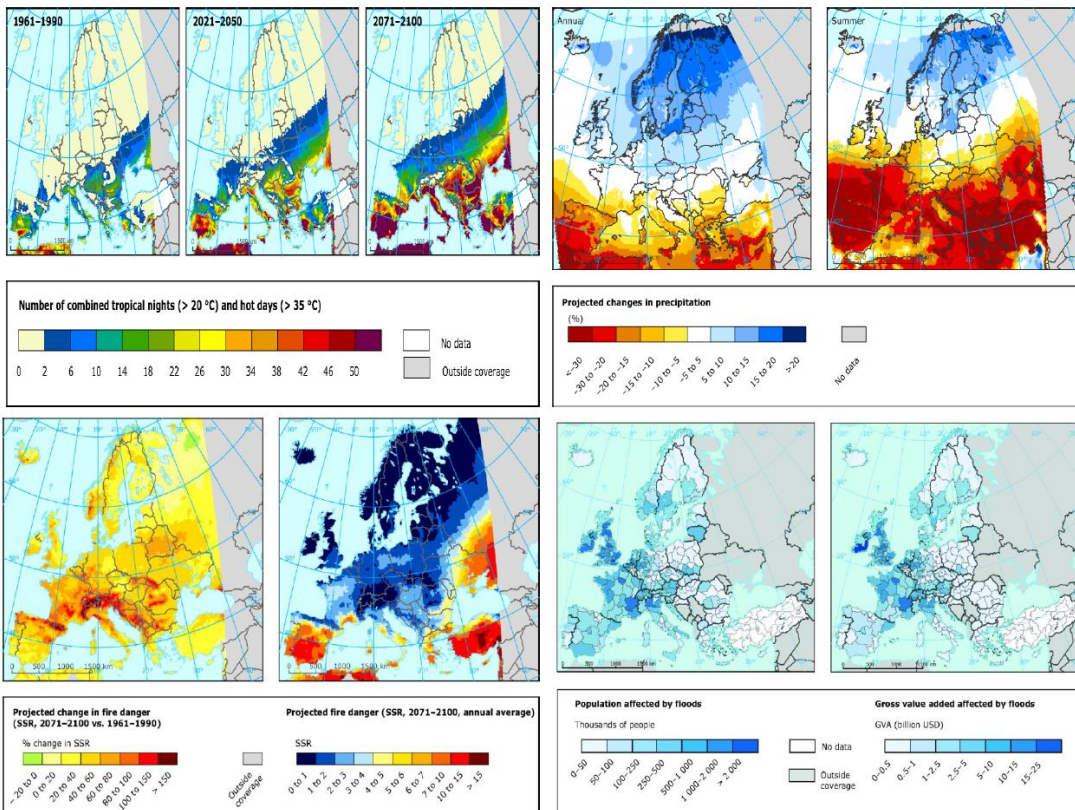 1961–1990
2021–2050
2071–2100
Annual
Summer
0 1500 km
Number of combined tropical nights (> 20 °C) and hot days (> 35 °C)
0 2 6 10 14 18 22 26 30 34 38 42 46 50
No data
Outside coverage
Projected changes in precipitation
(%)
<−30
−30 to −20
−20 to −15
−15 to −10
−10 to −5
−5 to 5
5 to 10
10 to 15
15 to 20
>20
No data
0 500 1000 1500 km
0 500 1000 1500 km
Projected change in fire danger
(SSR, 2071–2100 vs. 1961–1990)
% change in SSR
−20 to 0
0 to 20
20 to 40
40 to 60
60 to 80
80 to 100
100 to 150
> 150
Outside
coverage
Projected fire danger (SSR, 2071–2100, annual average)
SSR
0 to 1
1 to 2
2 to 3
3 to 4
4 to 5
5 to 6
6 to 7
7 to 10
10 to 15
> 15
Population affected by floods
Thousands of people
0–50
50–100
100–250
250–500
500–1 000
1 000–2 000
> 2 000
No data
Outside
coverage
Gross value added affected by floods
GVA (billion USD)
0–0.5
0.5–1
1–2.5
2.5–5
5–10
10–15
15–25